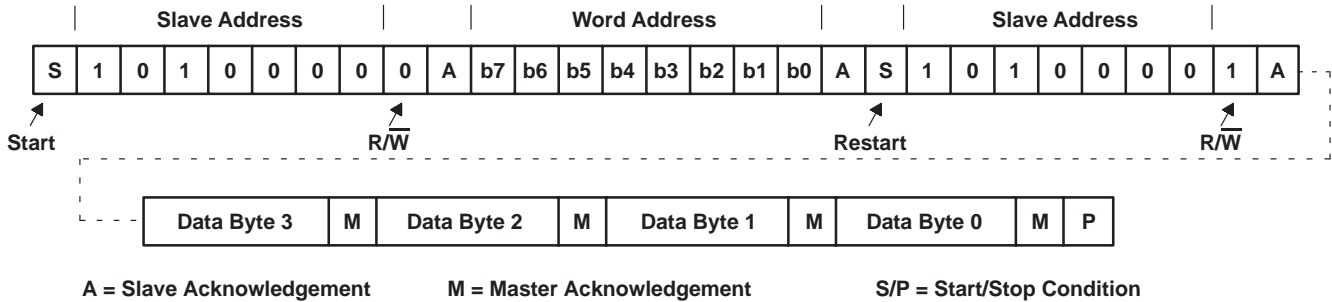 Slave Address Word Address Slave Address
S 1 0 1 0 0 0 0 0 A b7 b6 b5 b4 b3 b2 b1 b0 A S 1 0 1 0 0 0 0 1 A
Start R/W̅ Restart R/W̅
Data Byte 3 M Data Byte 2 M Data Byte 1 M Data Byte 0 M P
A = Slave Acknowledgement M = Master Acknowledgement S/P = Start/Stop Condition